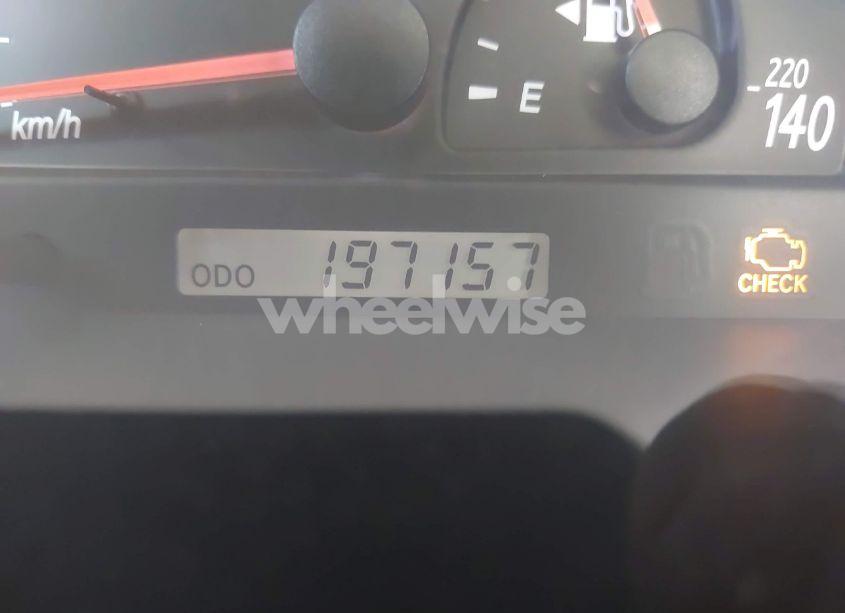 220
140
E
km/h
ODO 197157
CHECK
wheelwise